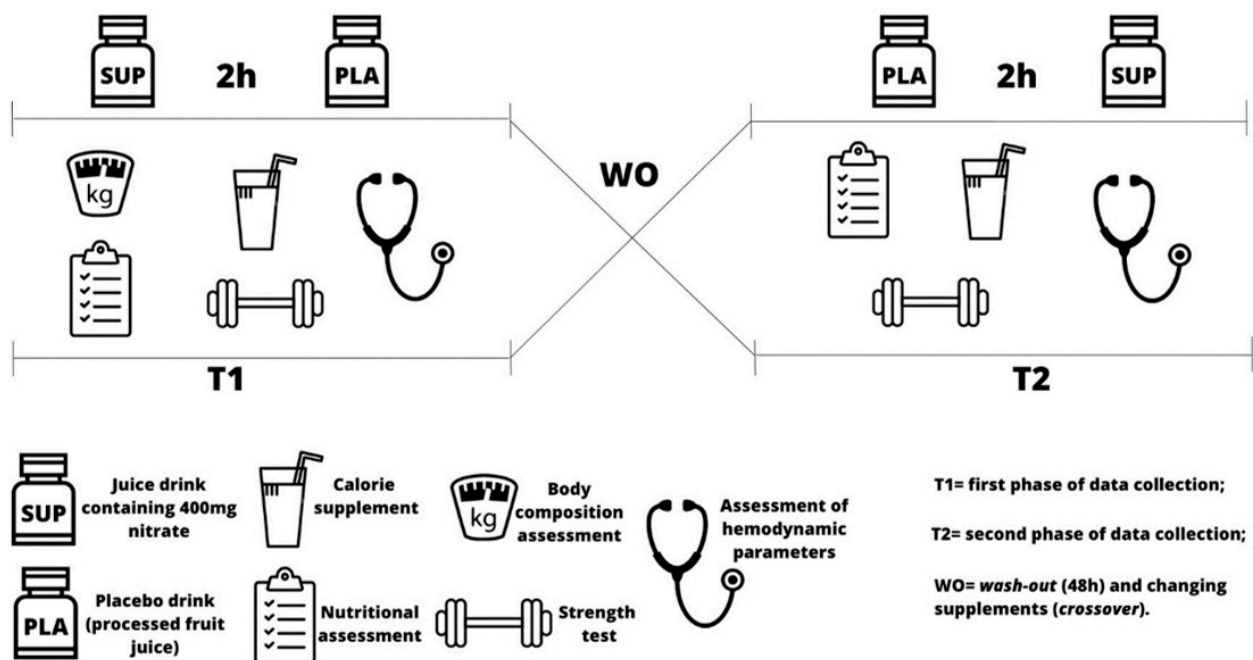 SUP
2h
PLA
PLA
2h
SUP
kg
WO
T1
T2
SUP
Juice drink
containing 400mg
nitrate
Calorie
supplement
kg
Body
composition
assessment
Assessment of
hemodynamic
parameters
PLA
Placebo drink
(processed fruit
juice)
Nutritional
assessment
Strength
test
T1= first phase of data collection;
T2= second phase of data collection;
WO= wash-out (48h) and changing
supplements (crossover).